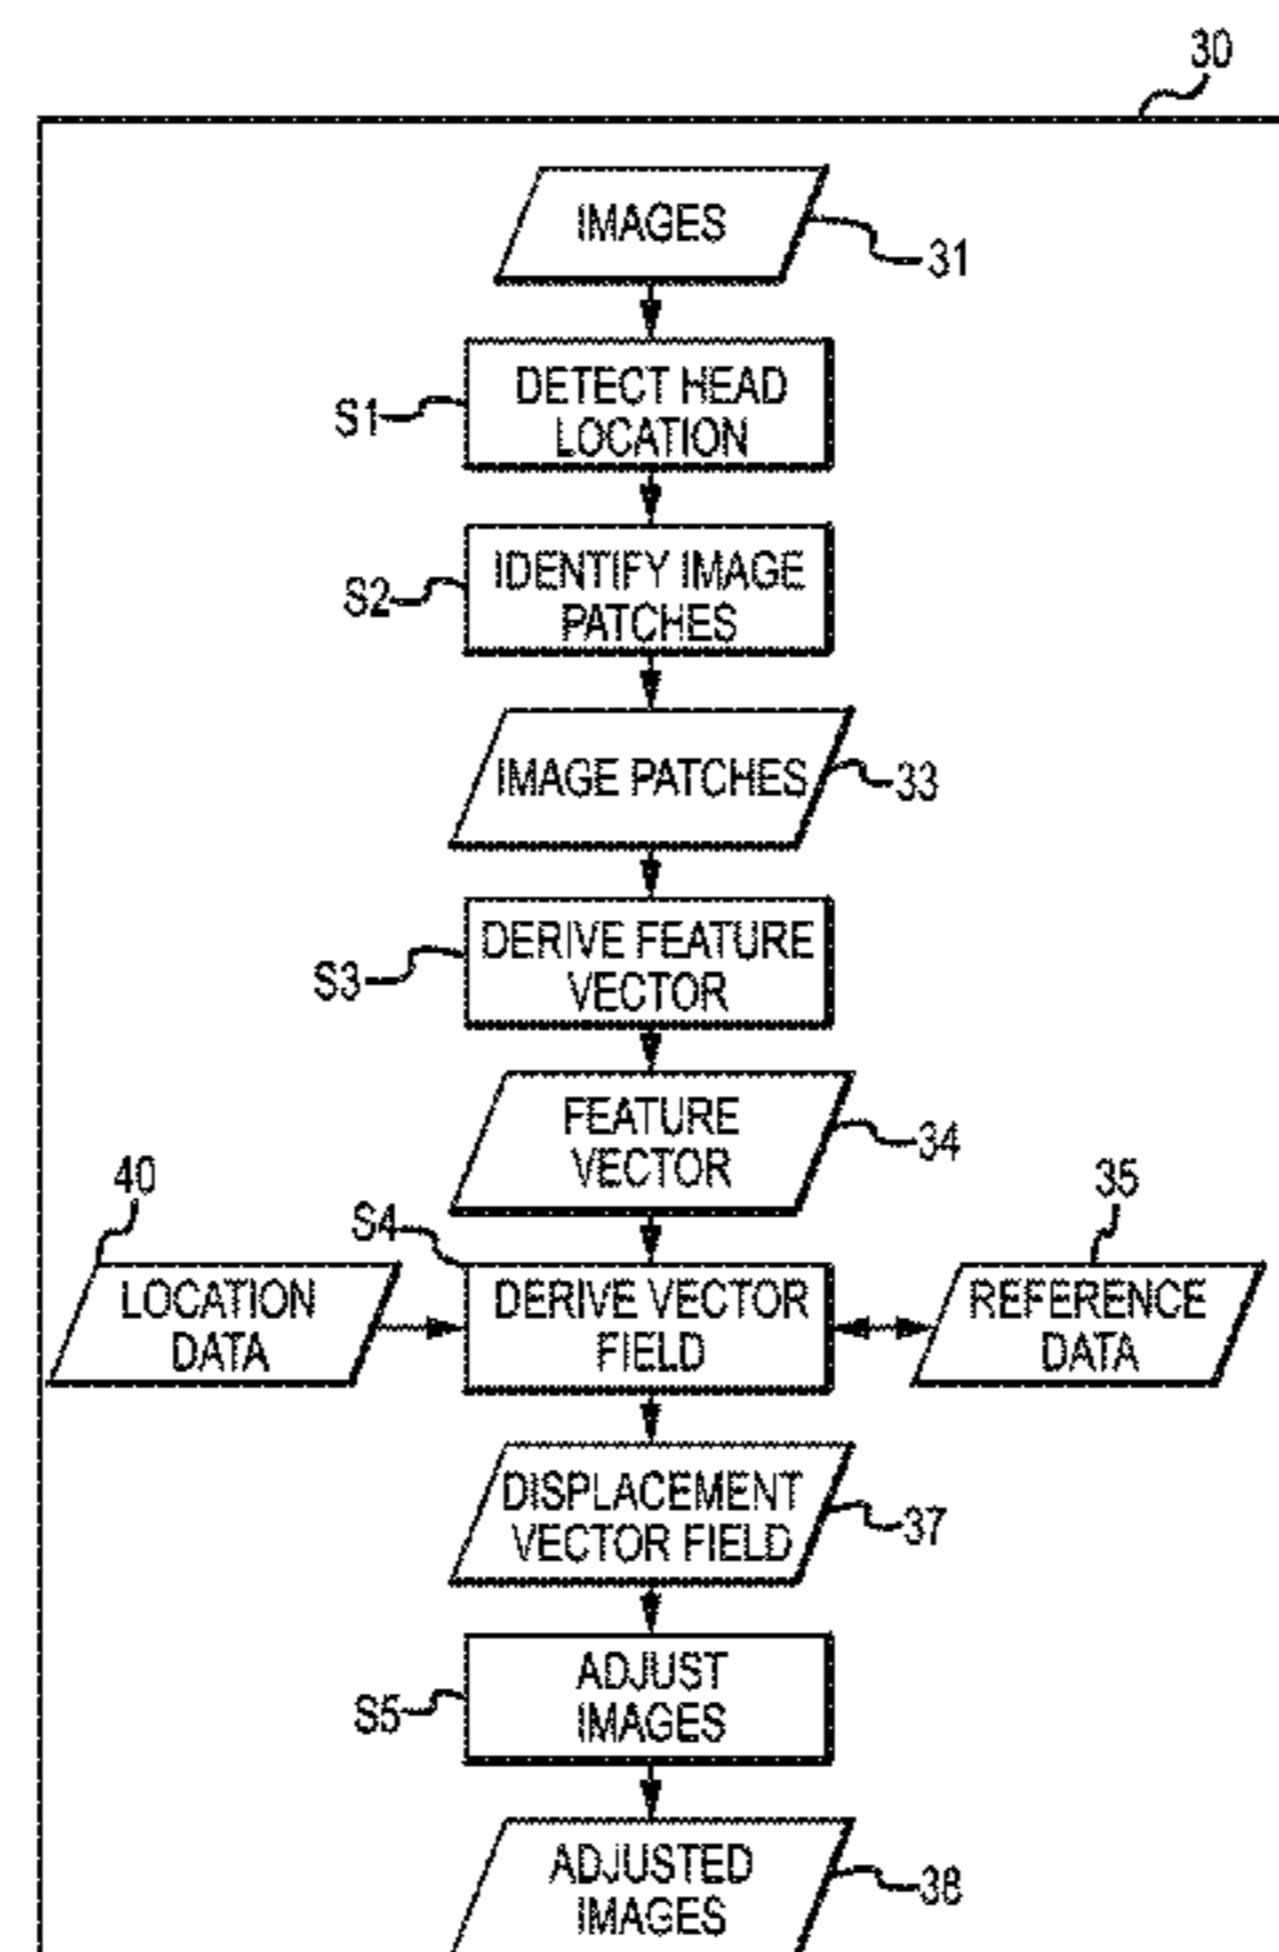 30
IMAGES
31
DETECT HEAD
LOCATION
S1
IDENTIFY IMAGE
PATCHES
S2
IMAGE PATCHES
33
DERIVE FEATURE
VECTOR
S3
FEATURE
VECTOR
34
40
S4
35
LOCATION
DATA
DERIVE VECTOR
FIELD
REFERENCE
DATA
DISPLACEMENT
VECTOR FIELD
37
ADJUST
IMAGES
S5
ADJUSTED
IMAGES
38